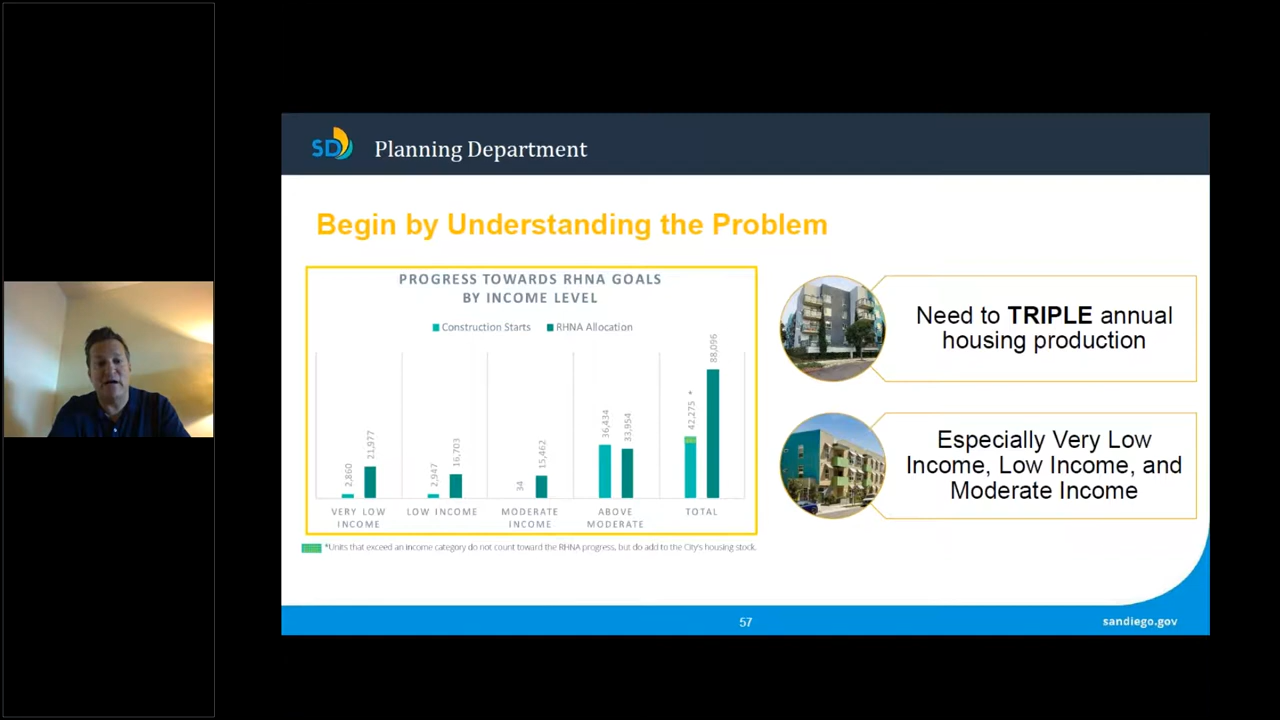 SD
Planning Department
Begin by Understanding the Problem
PROGRESS TOWARDS RHNA GOALS
BY INCOME LEVEL
Construction Starts
RHNA Allocation
2,860
21,977
2,947
16,703
34
15,462
36,434
33,954
42,275 *
88,096
VERY LOW
INCOME
LOW INCOME
MODERATE
INCOME
ABOVE
MODERATE
TOTAL
*Units that exceed an income category do not count toward the RHNA progress, but do add to the City's housing stock.
Need to TRIPLE annual
housing production
Especially Very Low
Income, Low Income, and
Moderate Income
57
sandiego.gov